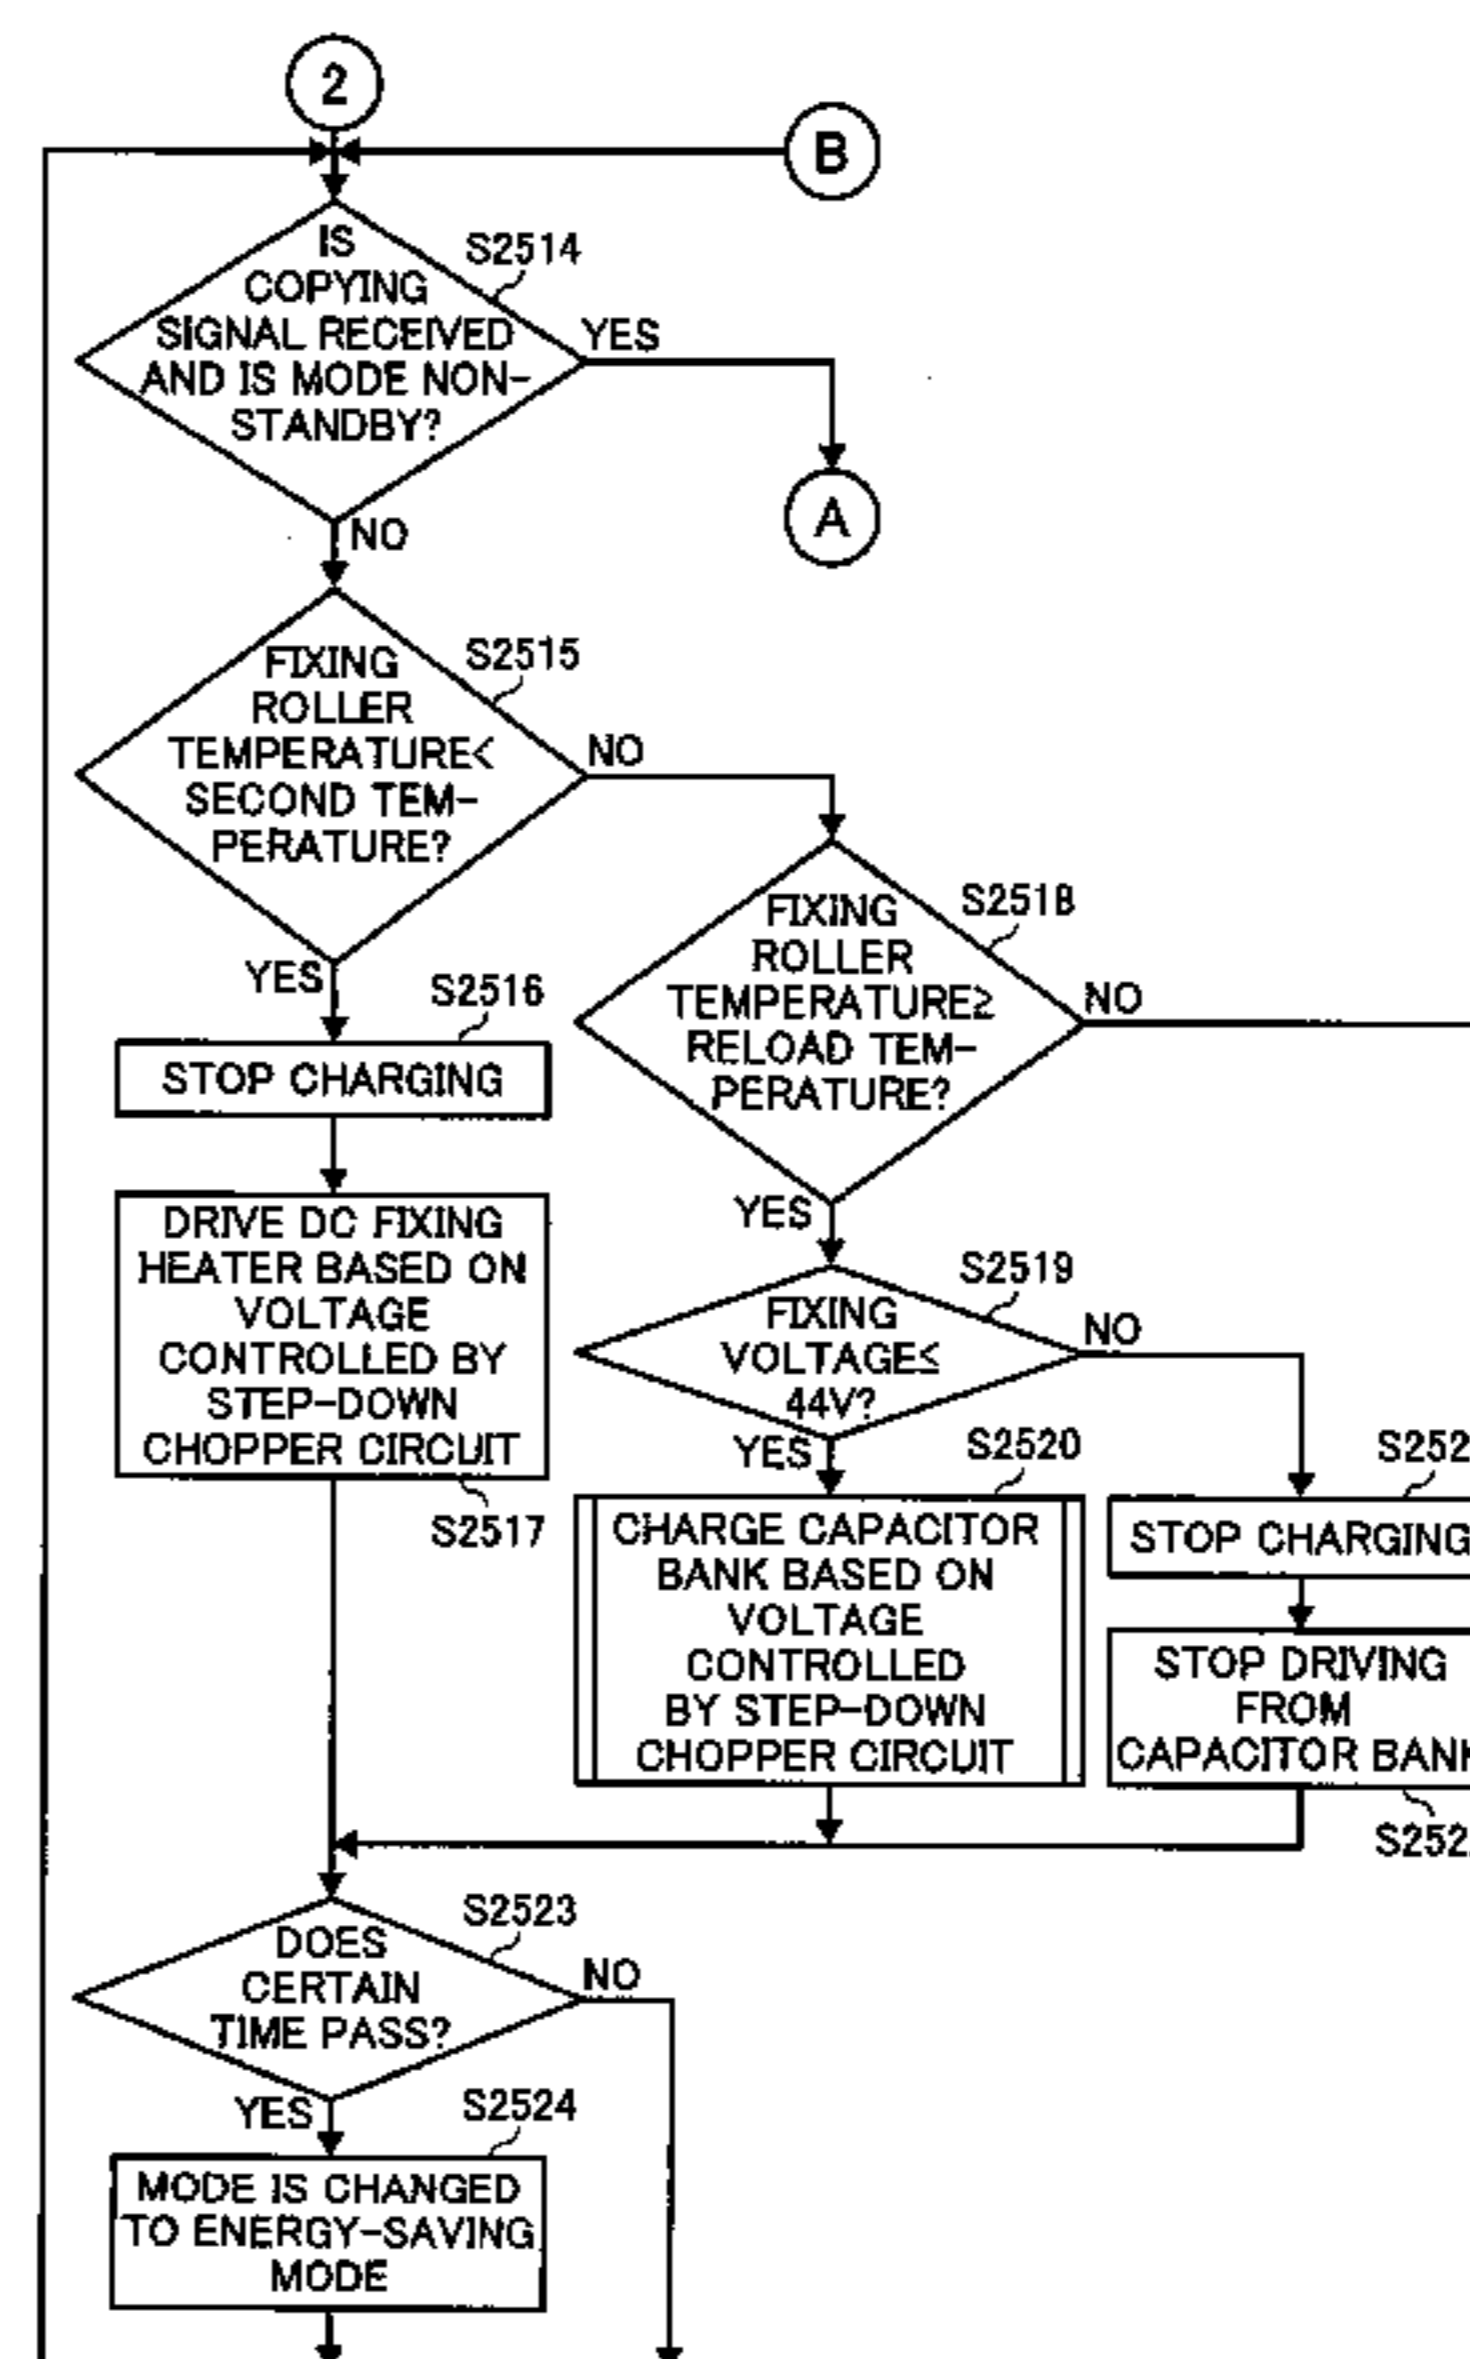 2
B
IS
COPYING
SIGNAL RECEIVED
AND IS MODE NON-
STANDBY?
S2514
YES
A
NO
FIXING
ROLLER
TEMPERATURE<
SECOND TEM-
PERATURE?
S2515
NO
YES
S2516
STOP CHARGING
DRIVE DC FIXING
HEATER BASED ON
VOLTAGE
CONTROLLED BY
STEP-DOWN
CHOPPER CIRCUIT
S2517
FIXING
ROLLER
TEMPERATURE≥
RELOAD TEM-
PERATURE?
S2518
NO
YES
FIXING
VOLTAGE≤
44V?
S2519
NO
YES
S2520
CHARGE CAPACITOR
BANK BASED ON
VOLTAGE
CONTROLLED
BY STEP-DOWN
CHOPPER CIRCUIT
S252
STOP CHARGING
STOP DRIVING
FROM
CAPACITOR BANK
S252
DOES
CERTAIN
TIME PASS?
S2523
NO
YES
S2524
MODE IS CHANGED
TO ENERGY-SAVING
MODE